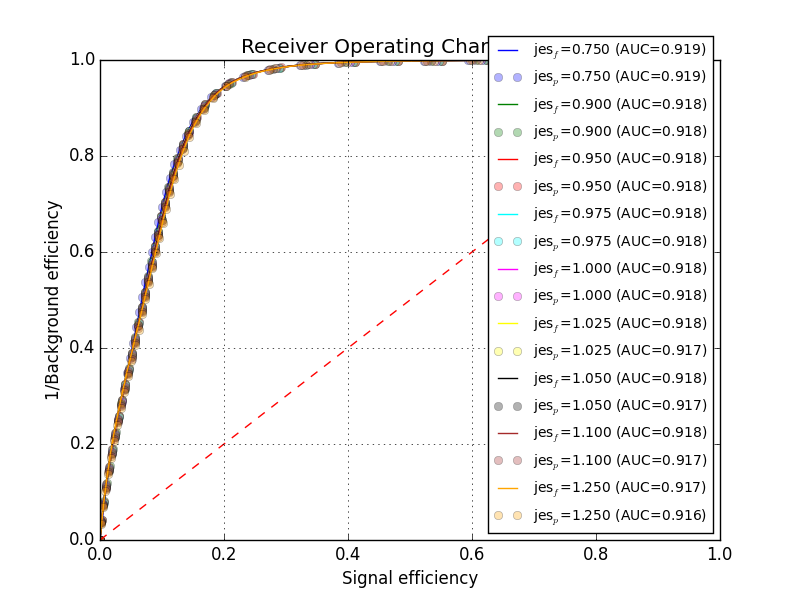 Receiver Operating Char
1/Background efficiency
1.0
0.8
0.6
0.4
0.2
0.0
0.0 0.2 0.4 0.6 0.8 1.0
Signal efficiency
jes_f=0.750 (AUC=0.919)
jes_p=0.750 (AUC=0.919)
jes_f=0.900 (AUC=0.918)
jes_p=0.900 (AUC=0.918)
jes_f=0.950 (AUC=0.918)
jes_p=0.950 (AUC=0.918)
jes_f=0.975 (AUC=0.918)
jes_p=0.975 (AUC=0.918)
jes_f=1.000 (AUC=0.918)
jes_p=1.000 (AUC=0.918)
jes_f=1.025 (AUC=0.918)
jes_p=1.025 (AUC=0.917)
jes_f=1.050 (AUC=0.918)
jes_p=1.050 (AUC=0.917)
jes_f=1.100 (AUC=0.918)
jes_p=1.100 (AUC=0.917)
jes_f=1.250 (AUC=0.917)
jes_p=1.250 (AUC=0.916)